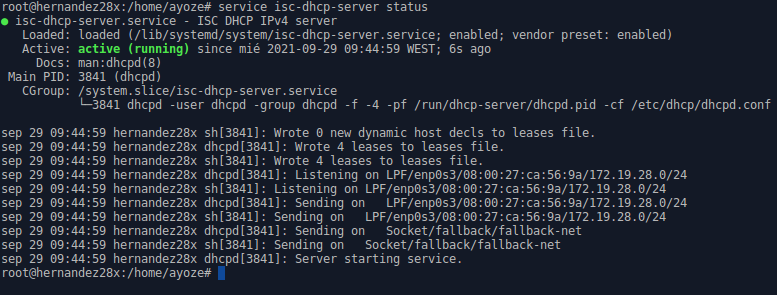 root@hernandez28x:/home/ayoze# service isc-dhcp-server status
● isc-dhcp-server.service - ISC DHCP IPv4 server
   Loaded: loaded (/lib/systemd/system/isc-dhcp-server.service; enabled; vendor preset: enabled)
   Active: active (running) since mié 2021-09-29 09:44:59 WEST; 6s ago
     Docs: man:dhcpd(8)
 Main PID: 3841 (dhcpd)
   CGroup: /system.slice/isc-dhcp-server.service
           └─3841 dhcpd -user dhcpd -group dhcpd -f -4 -pf /run/dhcp-server/dhcpd.pid -cf /etc/dhcp/dhcpd.conf

sep 29 09:44:59 hernandez28x sh[3841]: Wrote 0 new dynamic host decls to leases file.
sep 29 09:44:59 hernandez28x dhcpd[3841]: Wrote 4 leases to leases file.
sep 29 09:44:59 hernandez28x sh[3841]: Wrote 4 leases to leases file.
sep 29 09:44:59 hernandez28x dhcpd[3841]: Listening on LPF/enp0s3/08:00:27:ca:56:9a/172.19.28.0/24
sep 29 09:44:59 hernandez28x sh[3841]: Listening on LPF/enp0s3/08:00:27:ca:56:9a/172.19.28.0/24
sep 29 09:44:59 hernandez28x dhcpd[3841]: Sending on   LPF/enp0s3/08:00:27:ca:56:9a/172.19.28.0/24
sep 29 09:44:59 hernandez28x sh[3841]: Sending on   LPF/enp0s3/08:00:27:ca:56:9a/172.19.28.0/24
sep 29 09:44:59 hernandez28x dhcpd[3841]: Sending on   Socket/fallback/fallback-net
sep 29 09:44:59 hernandez28x sh[3841]: Sending on   Socket/fallback/fallback-net
sep 29 09:44:59 hernandez28x dhcpd[3841]: Server starting service.
root@hernandez28x:/home/ayoze#